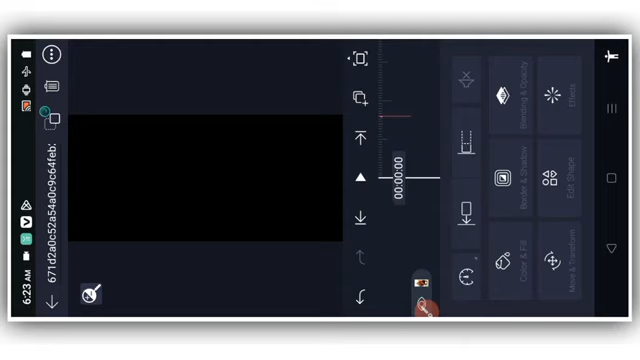 6:23 AM
671d2a0c52a54a0c9c64feb:
00:00:00
Color & Fill
Border & Shadow
Blending & Opacity
Move & Transform
Edit Shape
Effects